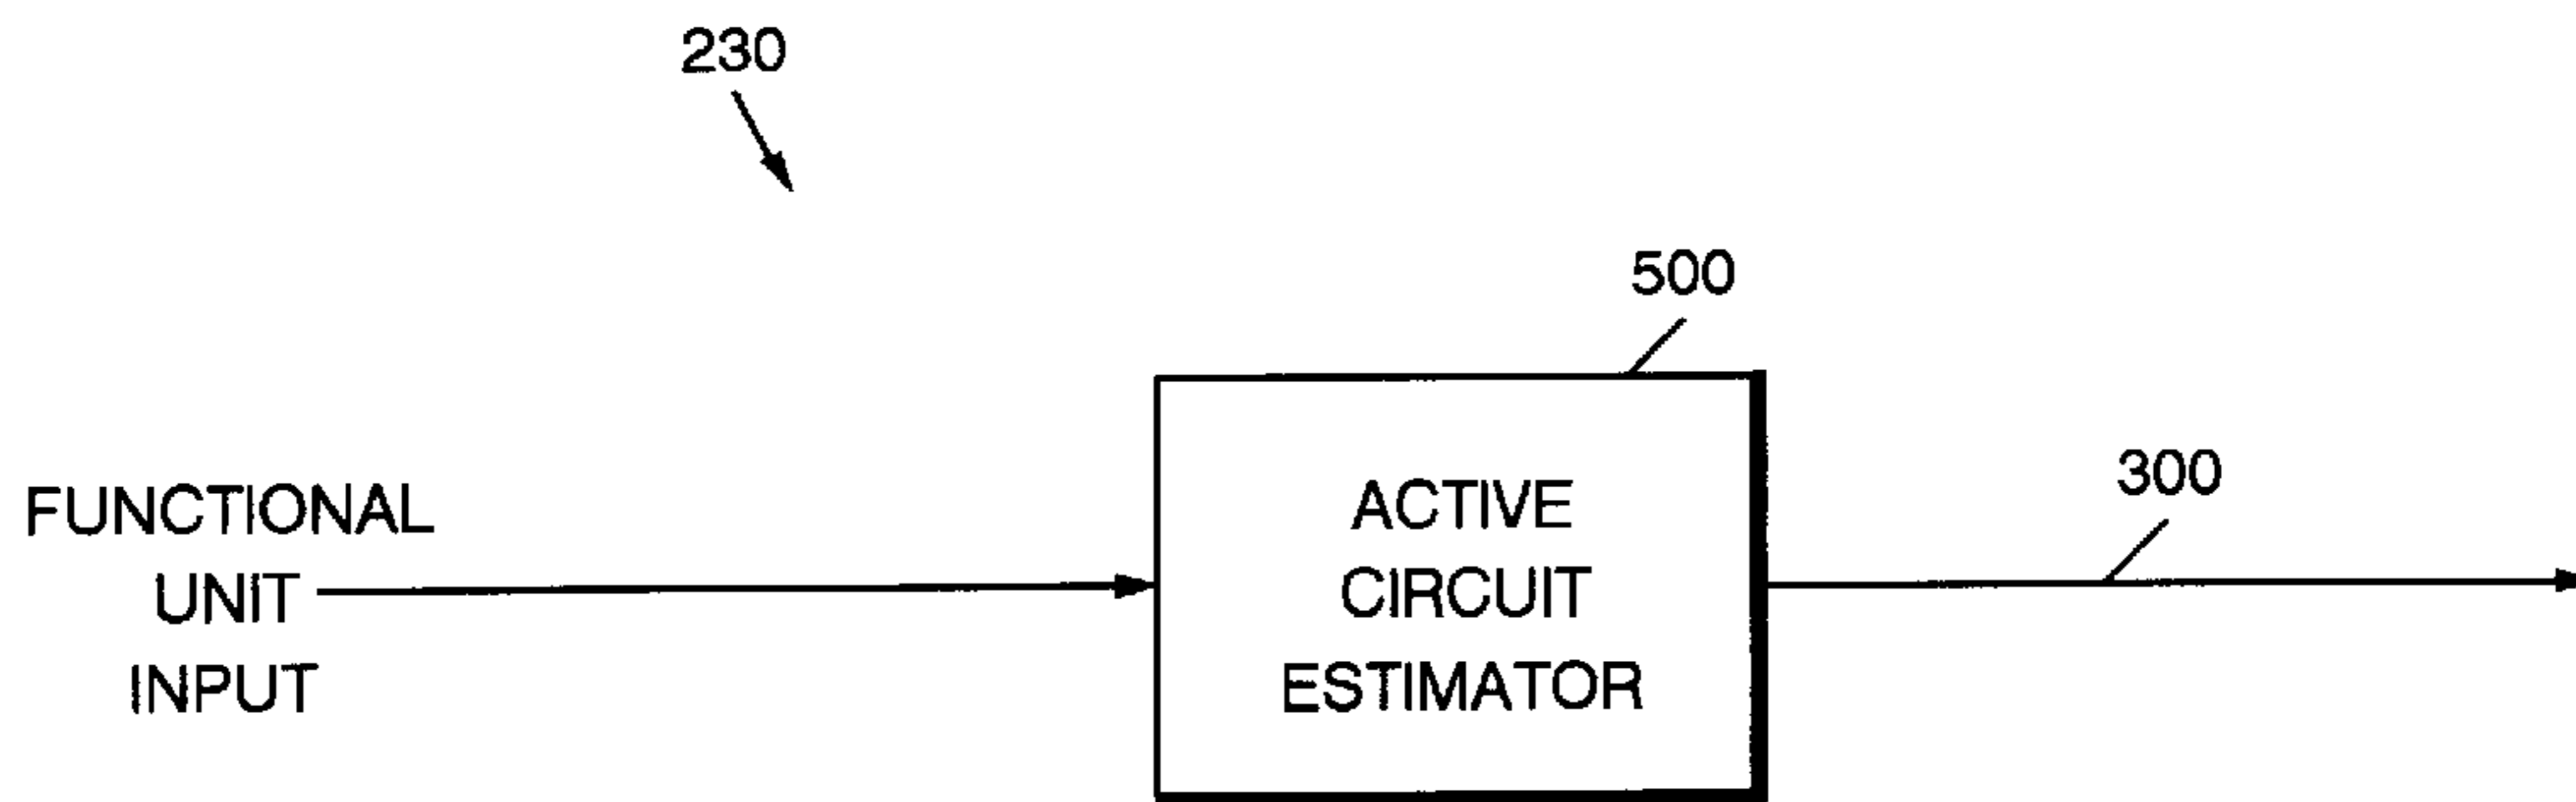 230
500
300
FUNCTIONAL
UNIT
INPUT
ACTIVE
CIRCUIT
ESTIMATOR